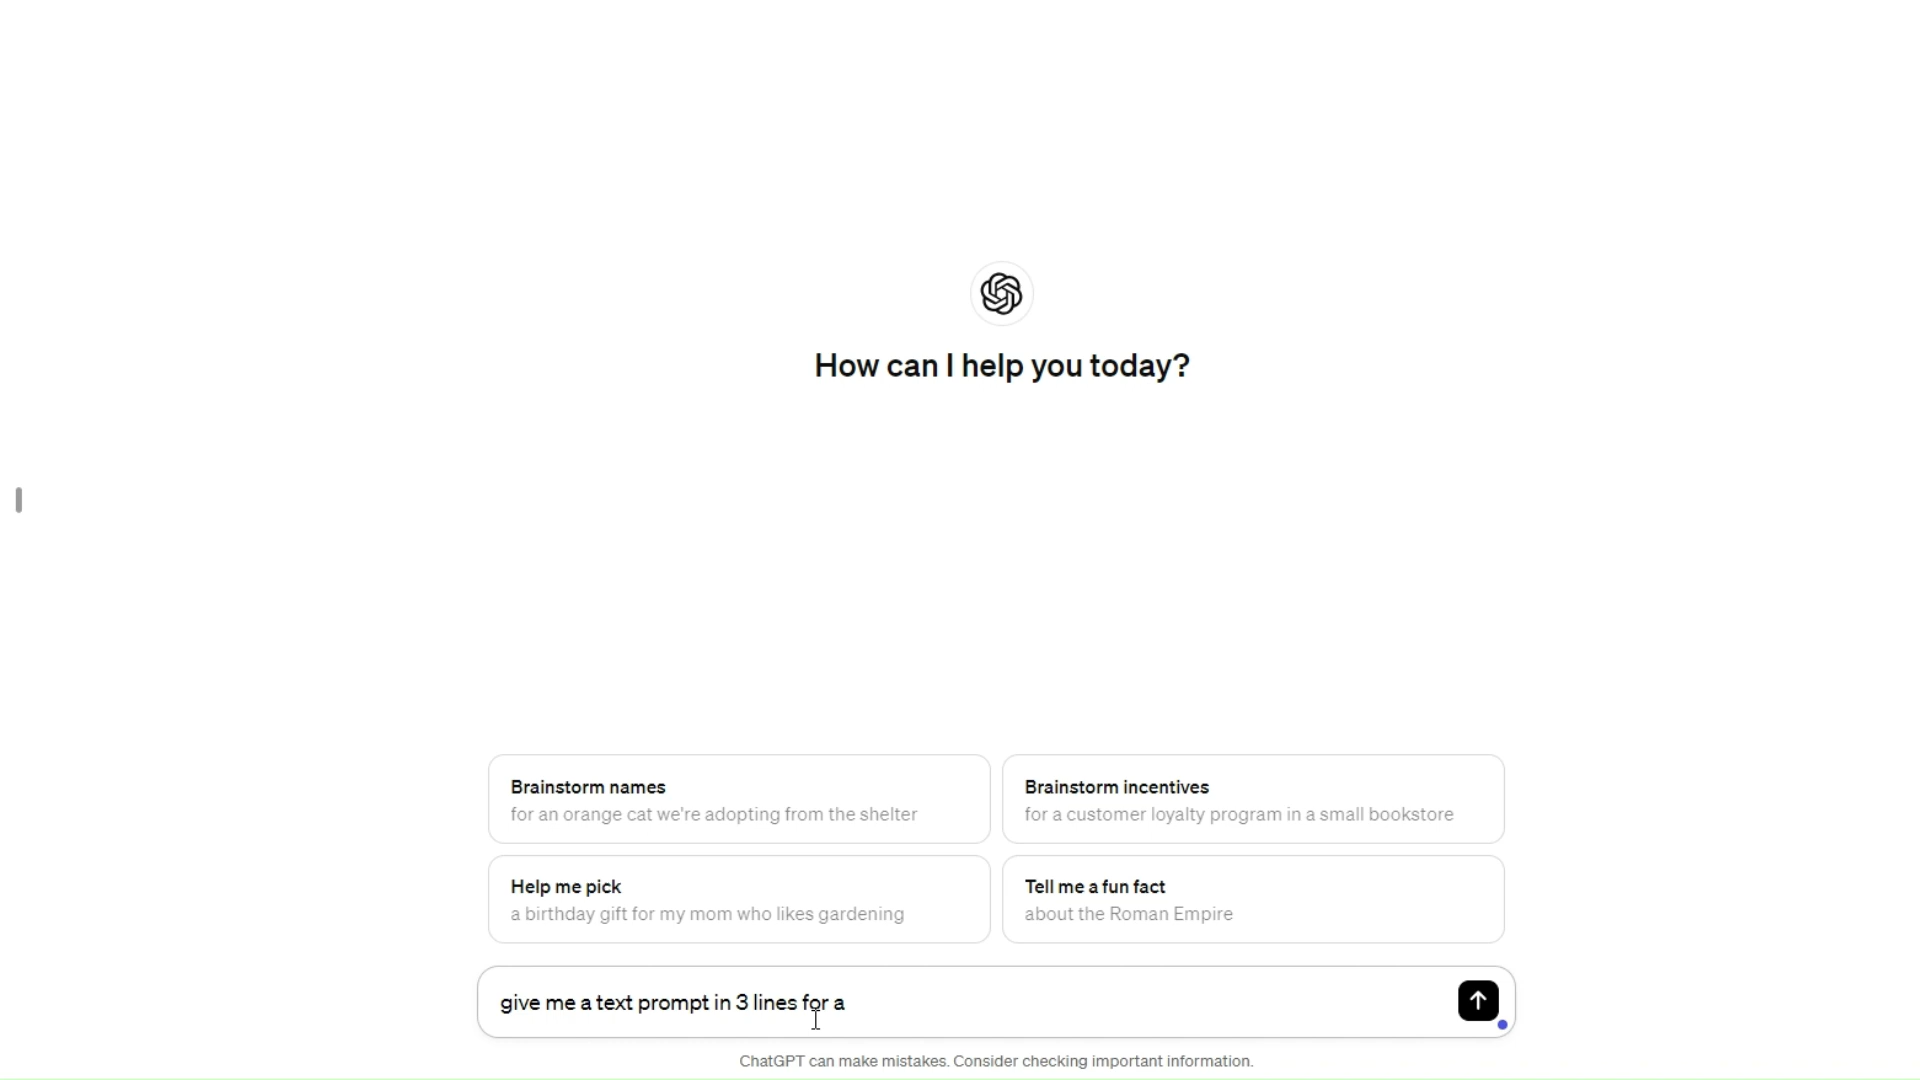 How can I help you today?
Brainstorm names
for an orange cat we're adopting from the shelter
Brainstorm incentives
for a customer loyalty program in a small bookstore
Help me pick
a birthday gift for my mom who likes gardening
Tell me a fun fact
about the Roman Empire
give me a text prompt in 3 lines for a
ChatGPT can make mistakes. Consider checking important information.